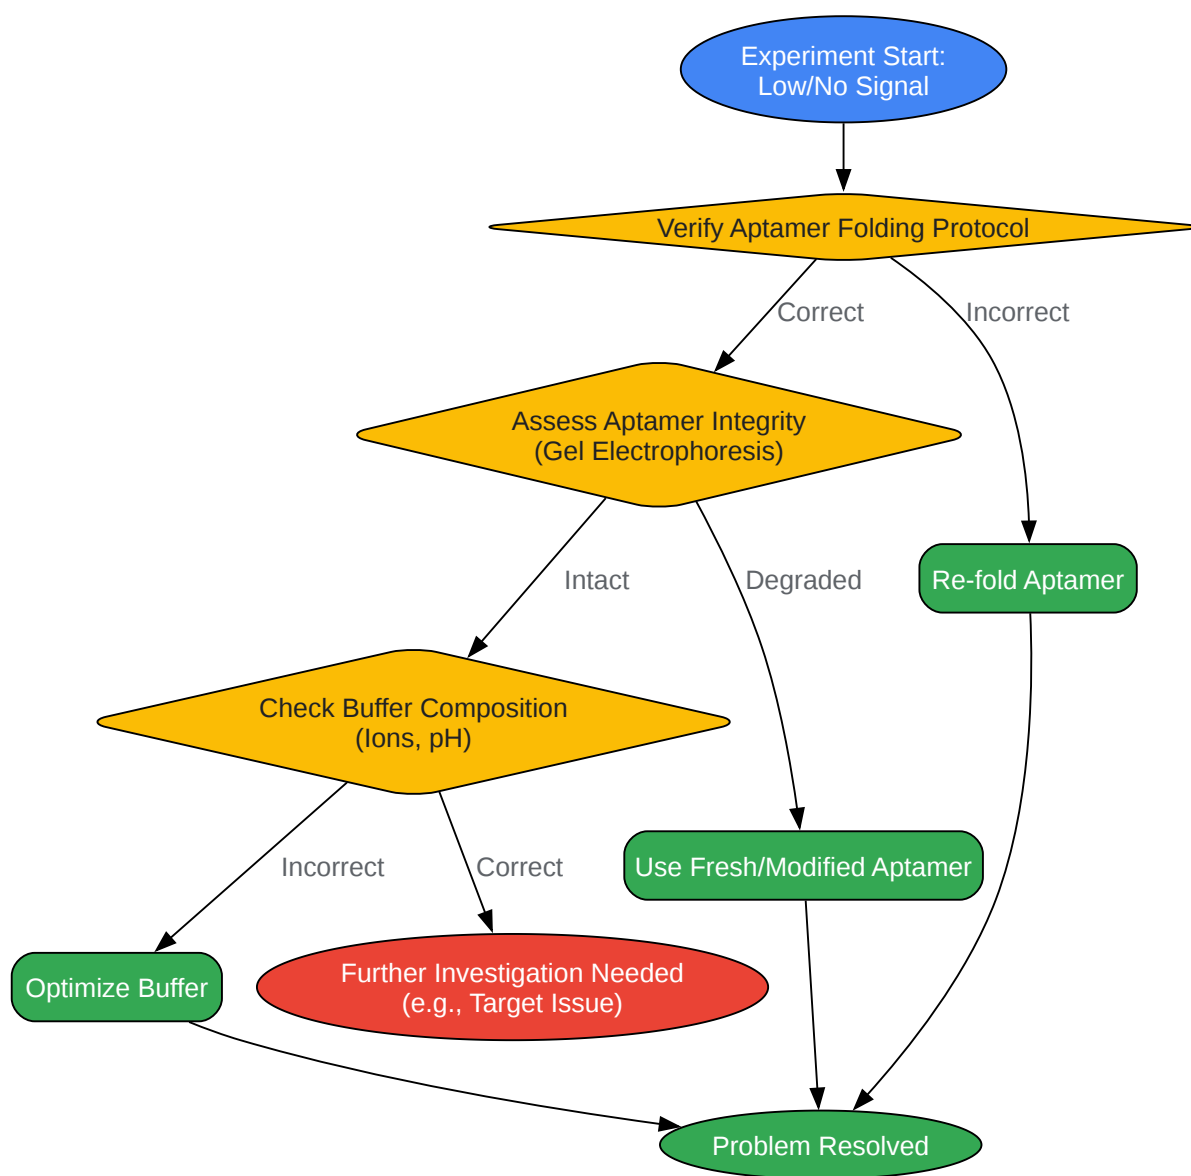 Experiment Start:
Low/No Signal
Verify Aptamer Folding Protocol
Correct
Incorrect
Assess Aptamer Integrity
(Gel Electrophoresis)
Intact
Degraded
Re-fold Aptamer
Check Buffer Composition
(Ions, pH)
Incorrect
Correct
Use Fresh/Modified Aptamer
Optimize Buffer
Further Investigation Needed
(e.g., Target Issue)
Problem Resolved